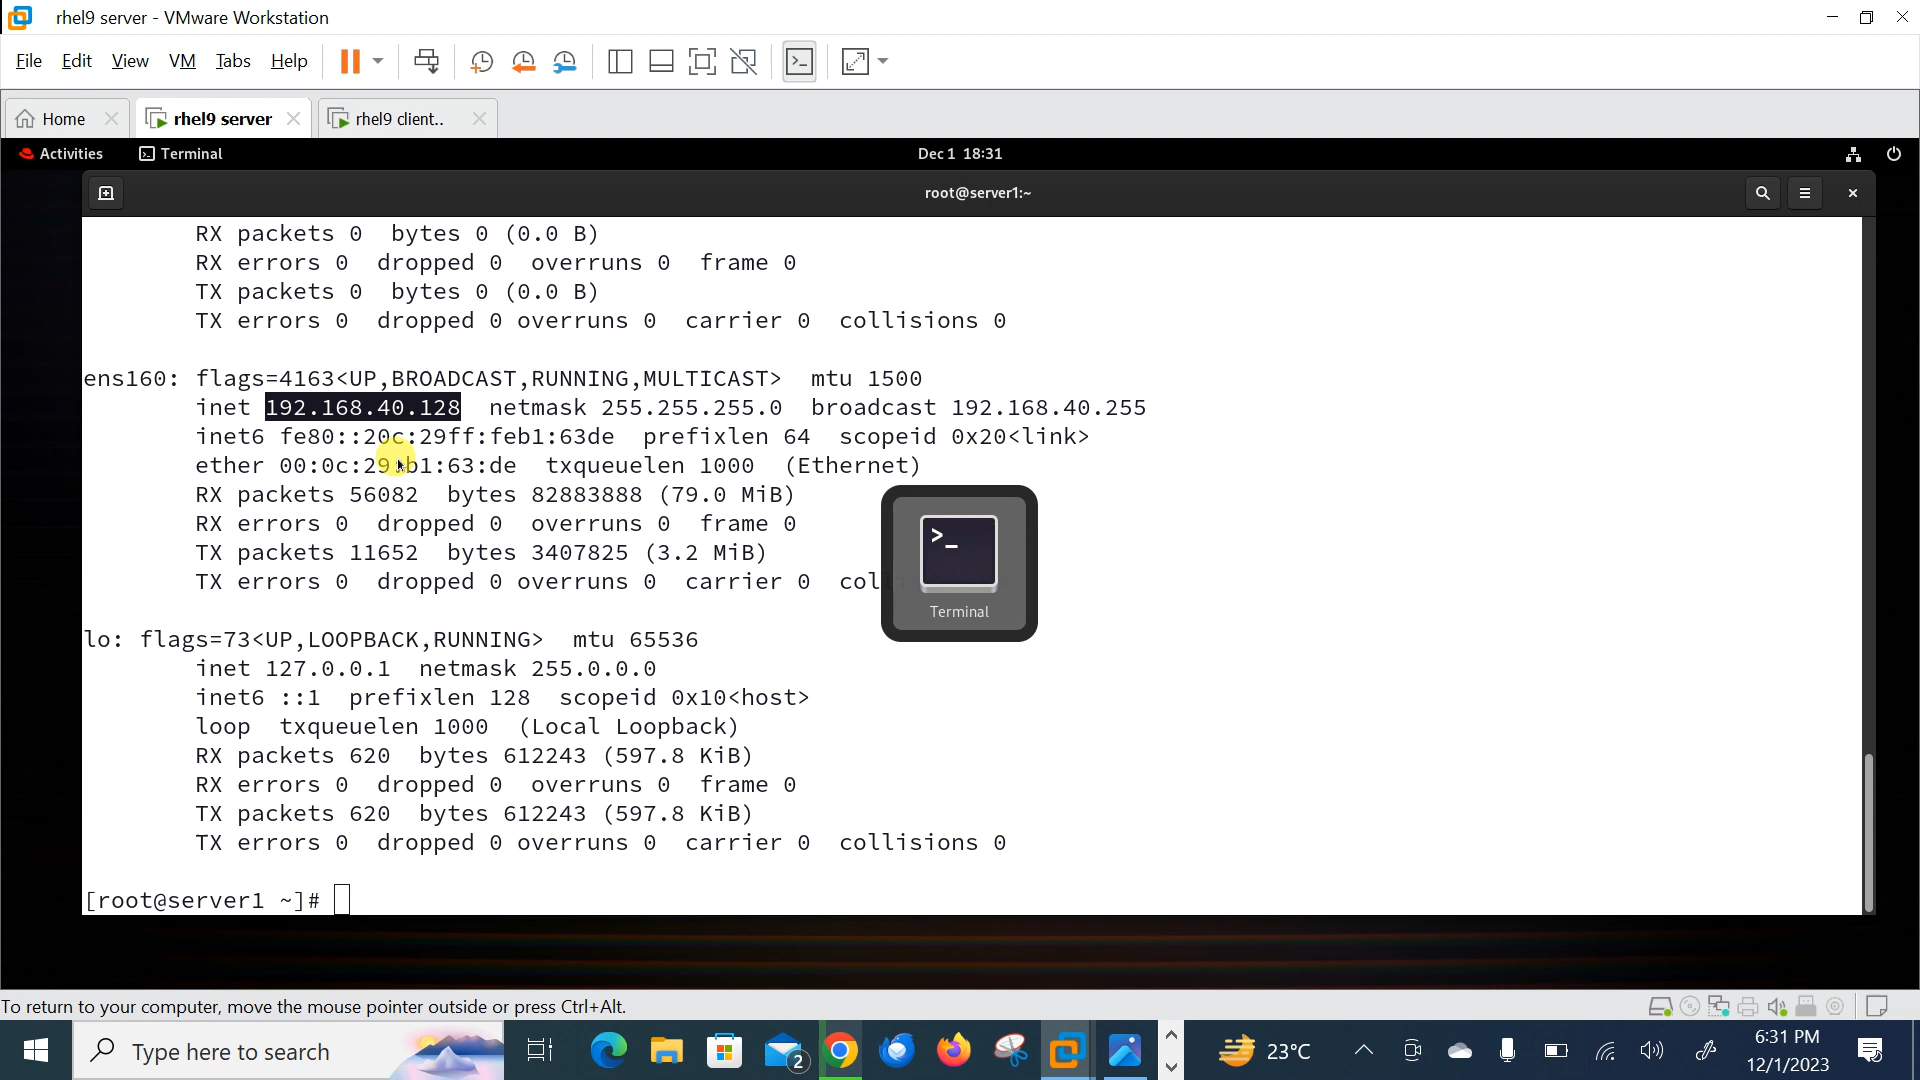 rhel9 server - VMware Workstation
File Edit View VM Tabs Help
Home rhel9 server rhel9 client..
Activities Terminal Dec 1 18:31
root@server1:~
RX packets 0 bytes 0 (0.0 B)
RX errors 0 dropped 0 overruns 0 frame 0
TX packets 0 bytes 0 (0.0 B)
TX errors 0 dropped 0 overruns 0 carrier 0 collisions 0
ens160: flags=4163<UP,BROADCAST,RUNNING,MULTICAST> mtu 1500
inet 192.168.40.128 netmask 255.255.255.0 broadcast 192.168.40.255
inet6 fe80::20c:29ff:feb1:63de prefixlen 64 scopeid 0x20<link>
ether 00:0c:29:b1:63:de txqueuelen 1000 (Ethernet)
RX packets 56082 bytes 82883888 (79.0 MiB)
RX errors 0 dropped 0 overruns 0 frame 0
TX packets 11652 bytes 3407825 (3.2 MiB)
TX errors 0 dropped 0 overruns 0 carrier 0
Terminal
lo: flags=73<UP,LOOPBACK,RUNNING> mtu 65536
inet 127.0.0.1 netmask 255.0.0.0
inet6 ::1 prefixlen 128 scopeid 0x10<host>
loop txqueuelen 1000 (Local Loopback)
RX packets 620 bytes 612243 (597.8 KiB)
RX errors 0 dropped 0 overruns 0 frame 0
TX packets 620 bytes 612243 (597.8 KiB)
TX errors 0 dropped 0 overruns 0 carrier 0 collisions 0
[root@server1 ~]#
To return to your computer, move the mouse pointer outside or press Ctrl+Alt.
Type here to search 2 23°C 6:31 PM
12/1/2023